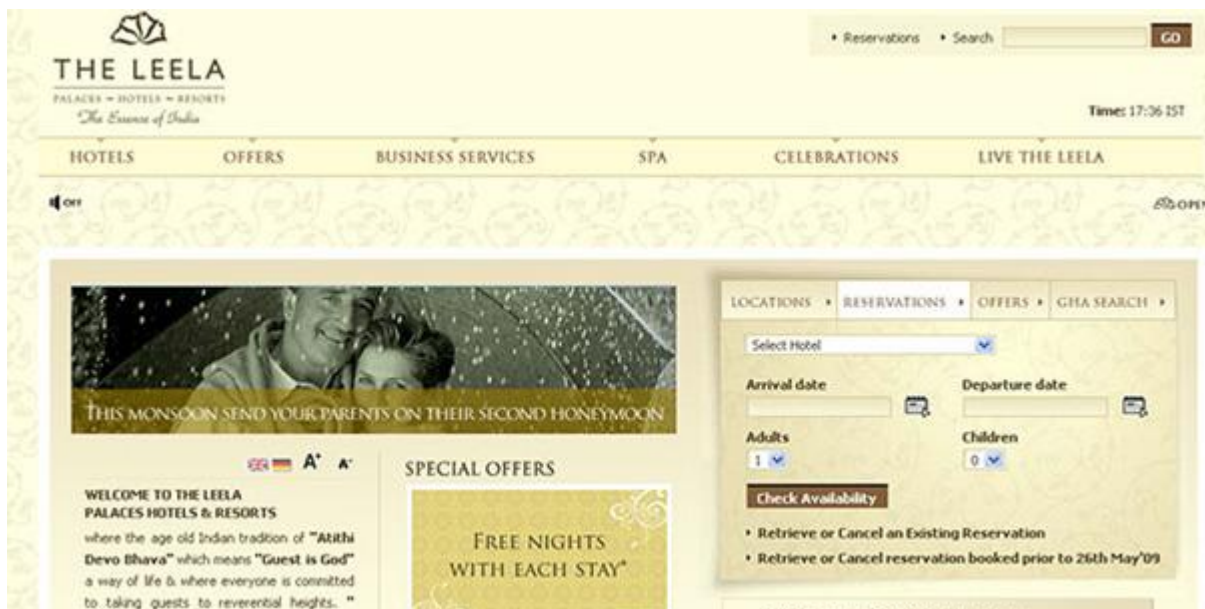 Reservations Search GO
THE LEELA
PALACES ~ HOTELS ~ RESORTS
The Essence of India
Time: 17:36 IST
HOTELS OFFERS BUSINESS SERVICES SPA CELEBRATIONS LIVE THE LEELA
OFF
OPEN
LOCATIONS RESERVATIONS OFFERS GHA SEARCH
Select Hotel
Arrival date Departure date
Adults Children
1 0
Check Availability
Retrieve or Cancel an Existing Reservation
Retrieve or Cancel reservation booked prior to 26th May'09
THIS MONSOON SEND YOUR PARENTS ON THEIR SECOND HONEYMOON
A+ A-
WELCOME TO THE LEELA
PALACES HOTELS & RESORTS
where the age old Indian tradition of "Atithi
Devo Bhava" which means "Guest is God"
a way of life & where everyone is committed
to taking guests to reverential heights. "
SPECIAL OFFERS
FREE NIGHTS
WITH EACH STAY*